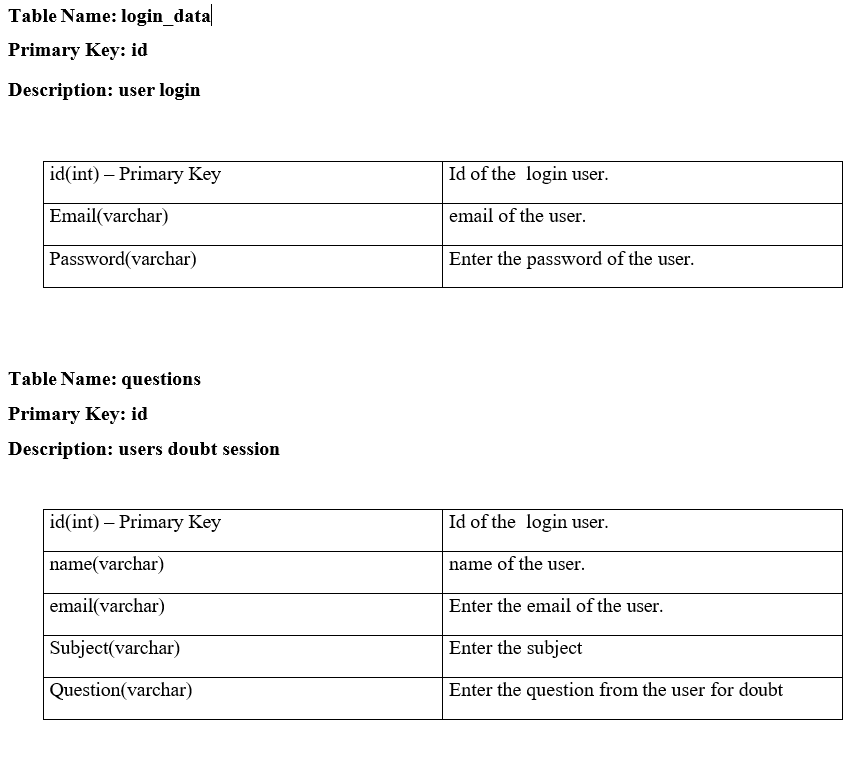 Table Name: login_data
Primary Key: id
Description: user login
id(int) – Primary Key Id of the  login user.
Email(varchar) email of the user.
Password(varchar) Enter the password of the user.
Table Name: questions
Primary Key: id
Description: users doubt session
id(int) – Primary Key Id of the  login user.
name(varchar) name of the user.
email(varchar) Enter the email of the user.
Subject(varchar) Enter the subject
Question(varchar) Enter the question from the user for doubt